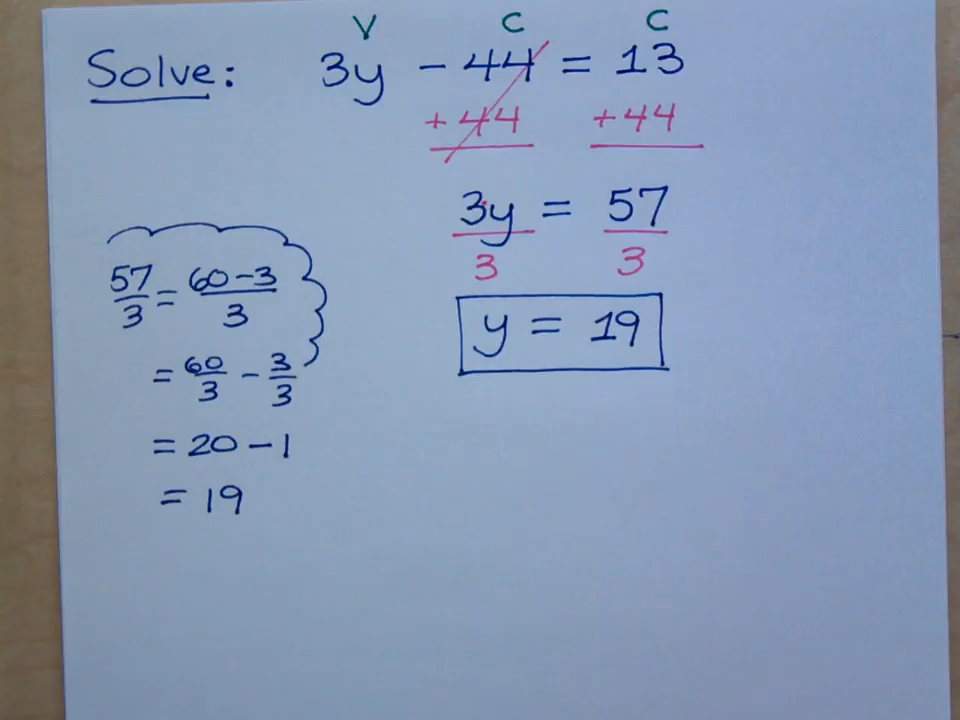 V C C
Solve: 3y - 44 = 13
+ 44 + 44
3y = 57
3 3
y = 19
57/3 = 60-3/3
= 60/3 - 3/3
= 20 - 1
= 19